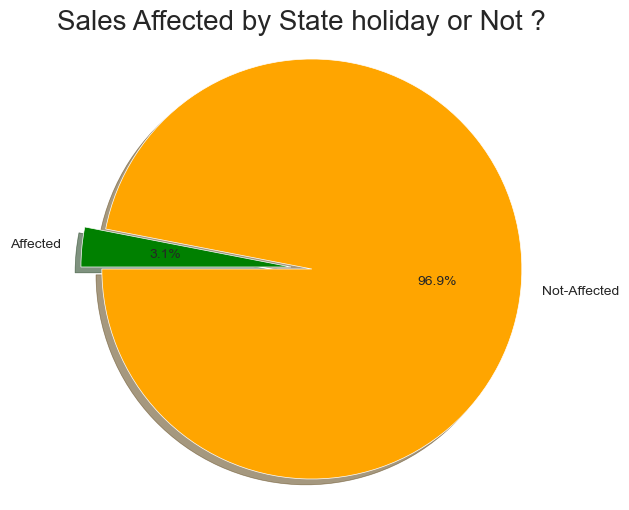 Sales Affected by State holiday or Not ?
Affected
3.1%
96.9%
Not-Affected